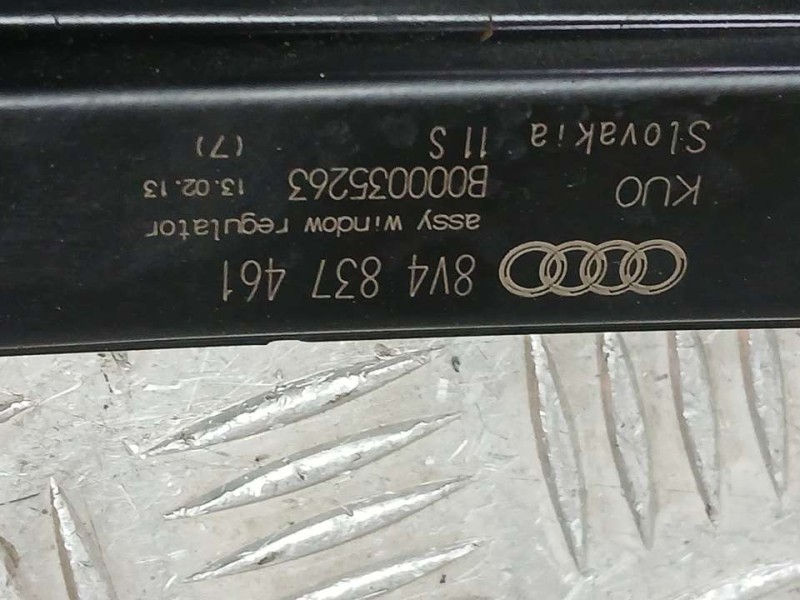 8V4 837 461
assy window regulator
KUO B000035263 13.02.13
Slovakia 11 S (7)